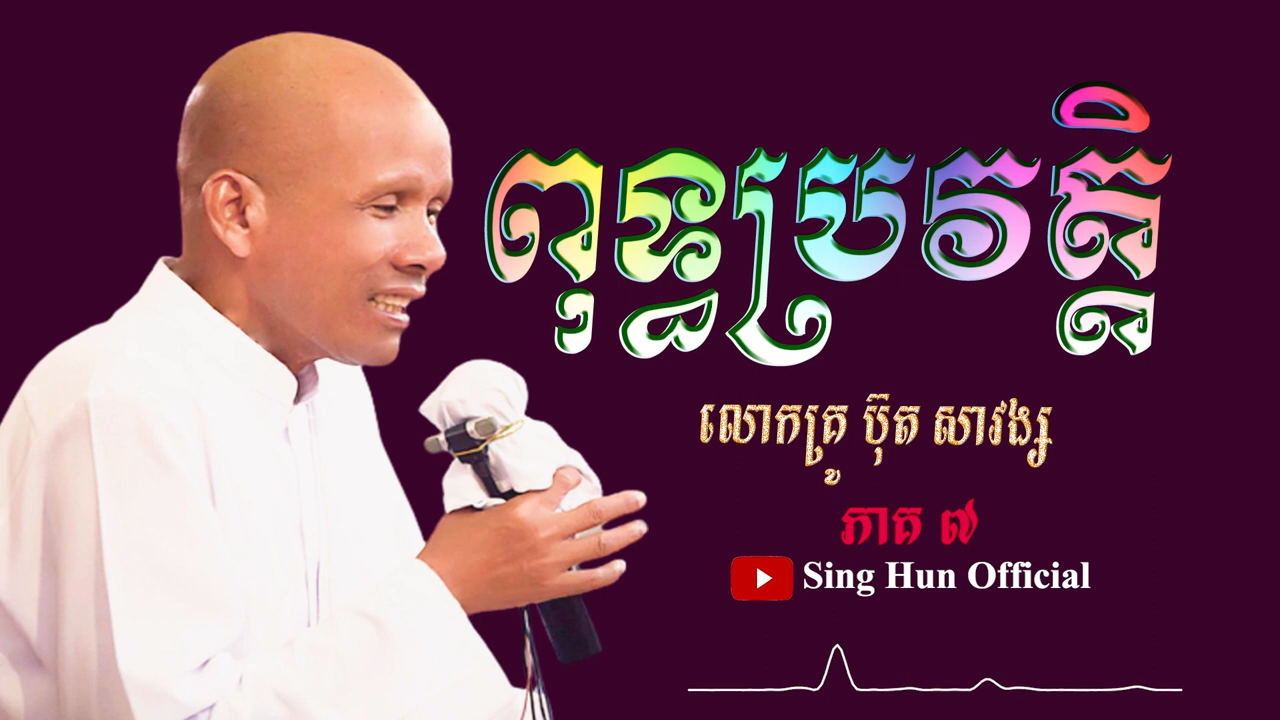 ពុទ្ធប្រវត្តិ
លោកគ្រូ ប៊ុត សាវង្ស
ភាគ ៧
Sing Hun Official